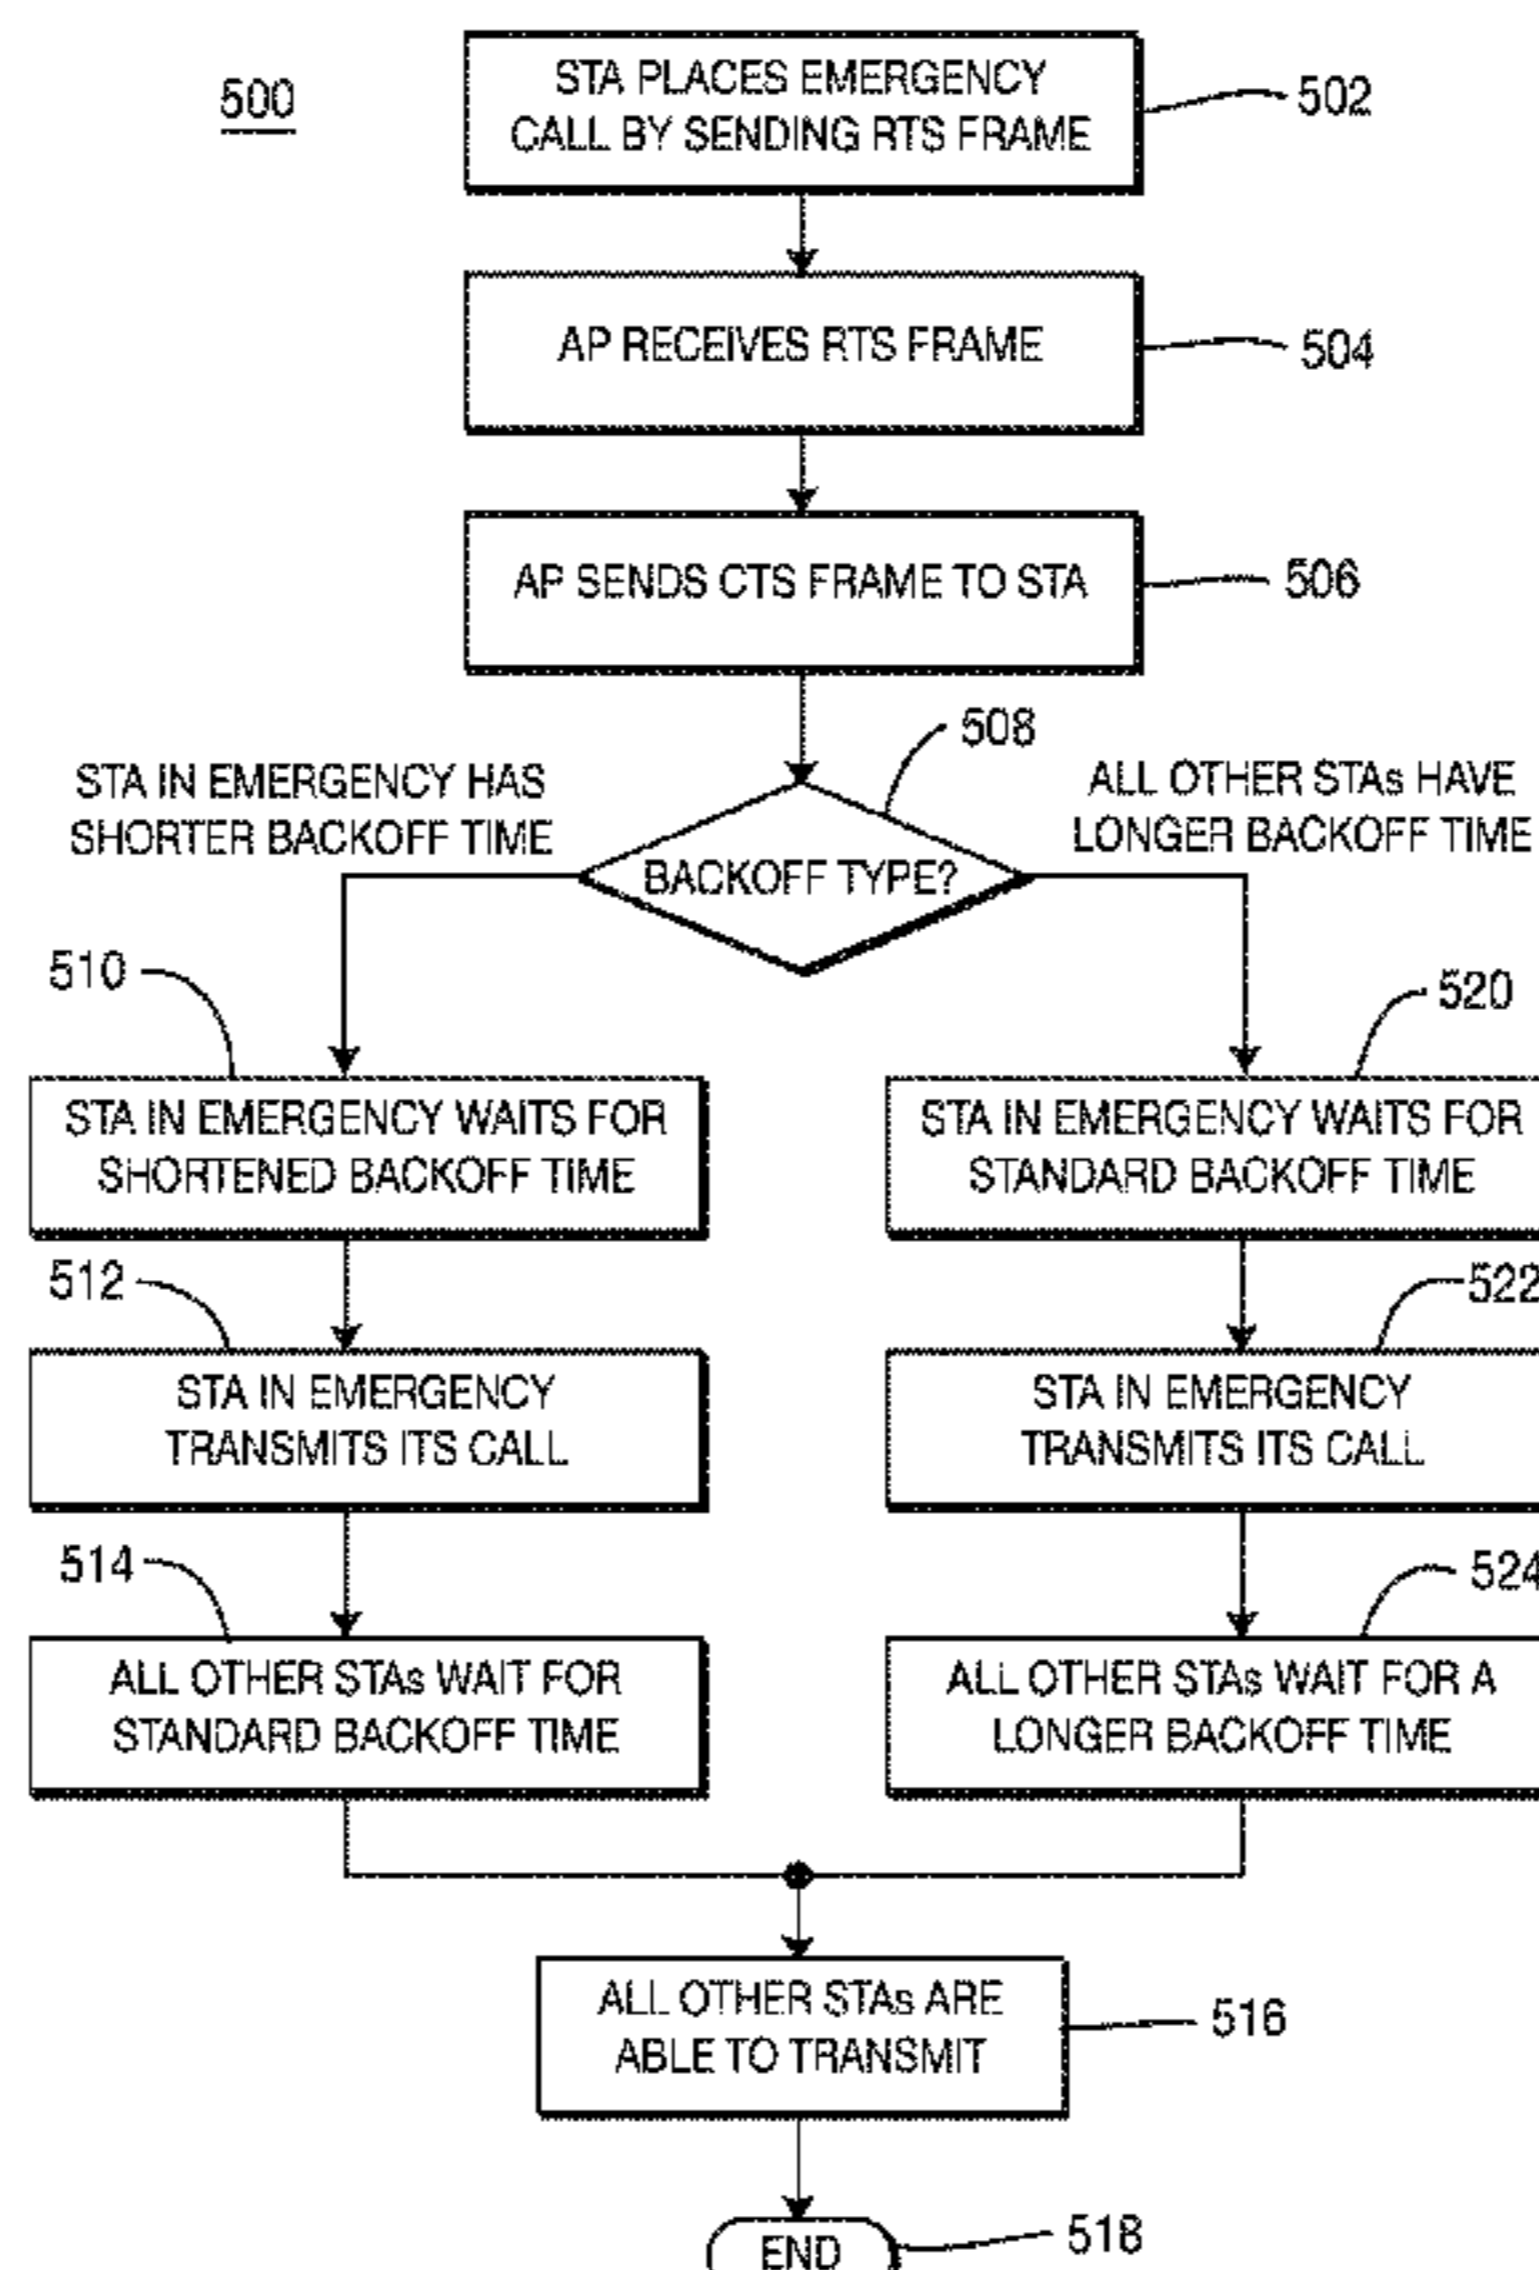 500
STA PLACES EMERGENCY
CALL BY SENDING RTS FRAME
502
AP RECEIVES RTS FRAME
504
AP SENDS CTS FRAME TO STA
506
508
STA IN EMERGENCY HAS
SHORTER BACKOFF TIME
BACKOFF TYPE?
ALL OTHER STAs HAVE
LONGER BACKOFF TIME
510
STA IN EMERGENCY WAITS FOR
SHORTENED BACKOFF TIME
520
STA IN EMERGENCY WAITS FOR
STANDARD BACKOFF TIME
512
STA IN EMERGENCY
TRANSMITS ITS CALL
522
STA IN EMERGENCY
TRANSMITS ITS CALL
514
ALL OTHER STAs WAIT FOR
STANDARD BACKOFF TIME
524
ALL OTHER STAs WAIT FOR A
LONGER BACKOFF TIME
ALL OTHER STAs ARE
ABLE TO TRANSMIT
516
END
518